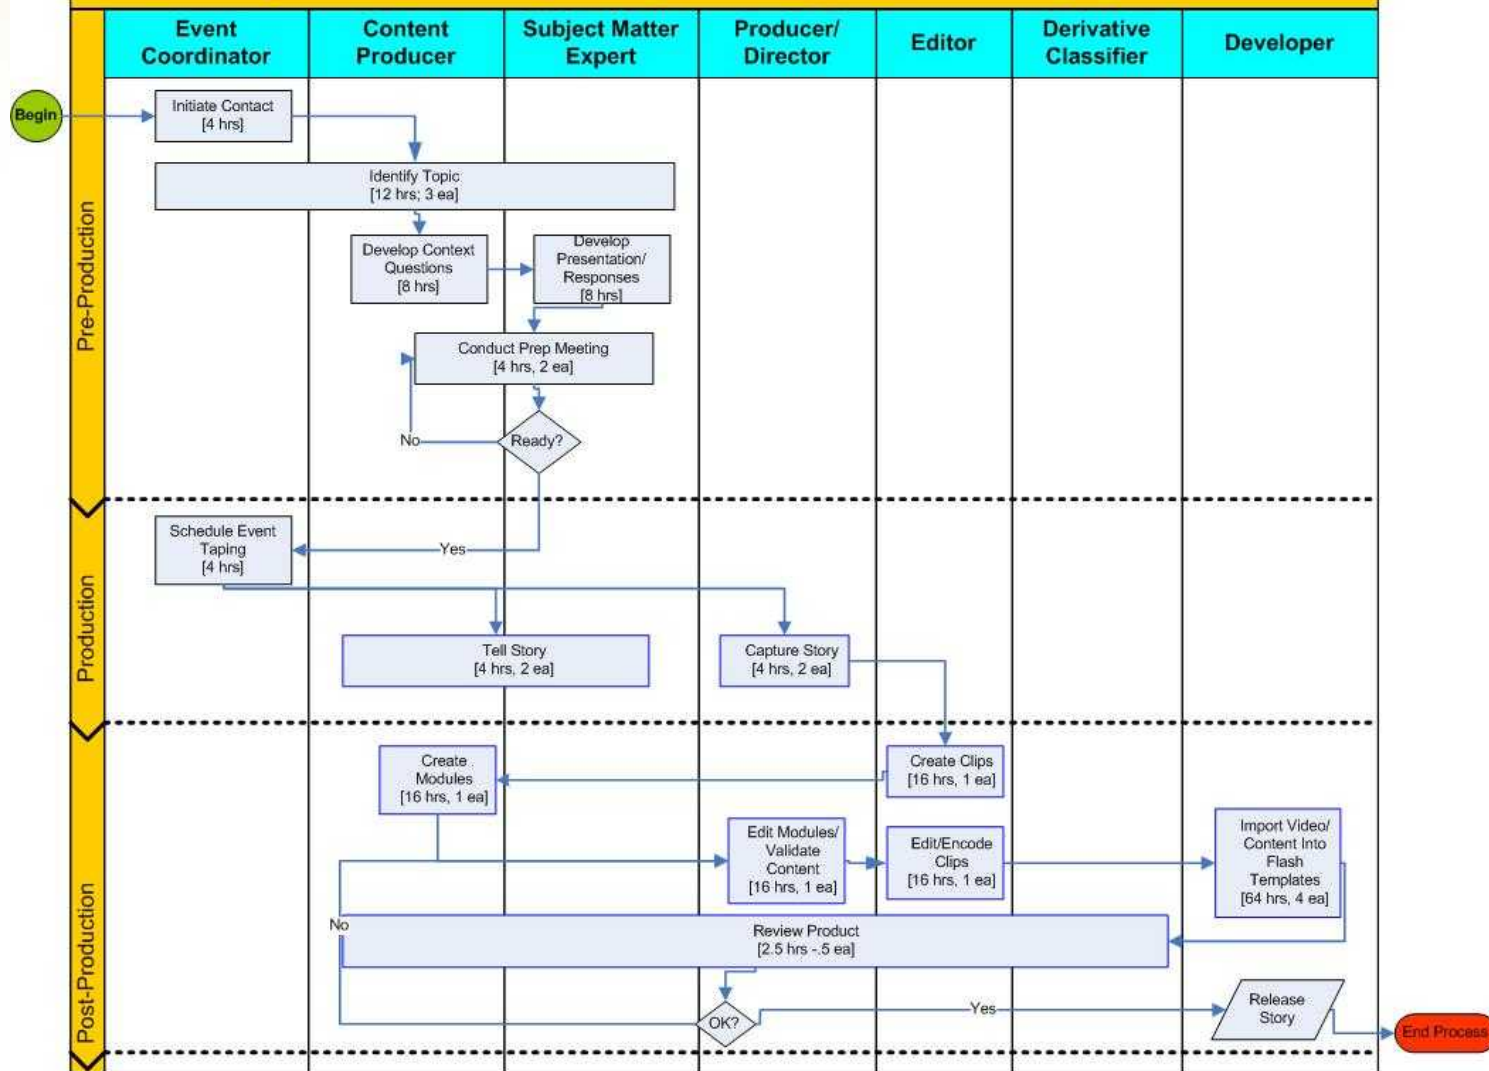 Event
Coordinator
Content
Producer
Subject Matter
Expert
Producer/
Director
Editor
Derivative
Classifier
Developer
Pre-Production
Begin
Initiate Contact
[4 hrs]
Identify Topic
[12 hrs; 3 ea]
Develop Context
Questions
[8 hrs]
Develop
Presentation/
Responses
[8 hrs]
Conduct Prep Meeting
[4 hrs, 2 ea]
No
Ready?
Production
Schedule Event
Taping
[4 hrs]
Yes
Tell Story
[4 hrs, 2 ea]
Capture Story
[4 hrs, 2 ea]
Post-Production
Create
Modules
[16 hrs, 1 ea]
Create Clips
[16 hrs, 1 ea]
Edit Modules/
Validate
Content
[16 hrs, 1 ea]
Edit/Encode
Clips
[16 hrs, 1 ea]
Import Video/
Content Into
Flash
Templates
[64 hrs, 4 ea]
No
Review Product
[2.5 hrs -.5 ea]
OK?
Yes
Release
Story
End Process